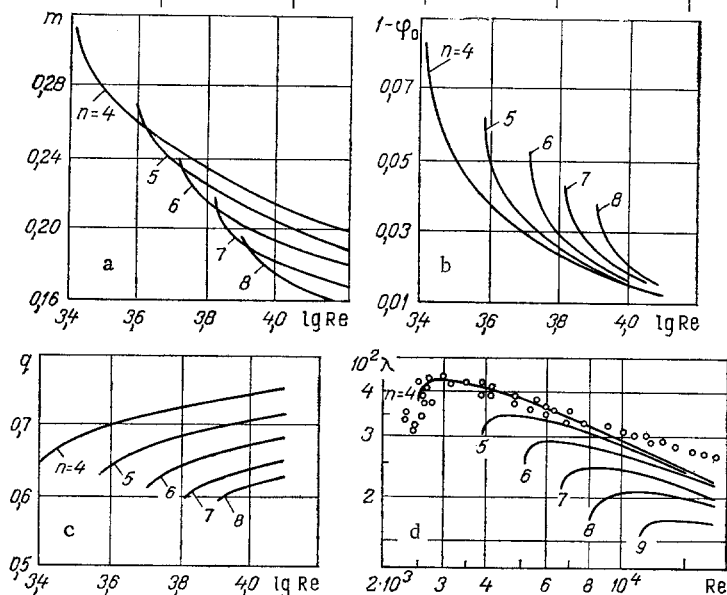 m
0,28
0,24
0,20
0,16
n=4
5
6
7
8
a
3,4 3,6 3,8 4,0 lg Re
1-φ₀
0,07
0,05
0,03
0,01
n=4
5
6
7
8
b
3,4 3,6 3,8 4,0 lg Re
q
0,7
0,6
0,5
n=4
5
6
7
8
c
3,4 3,6 3,8 4,0 lg Re
10²λ
4
3
2
n=4
5
6
7
8
9
d
2·10³ 3 4 6 8 10⁴ Re